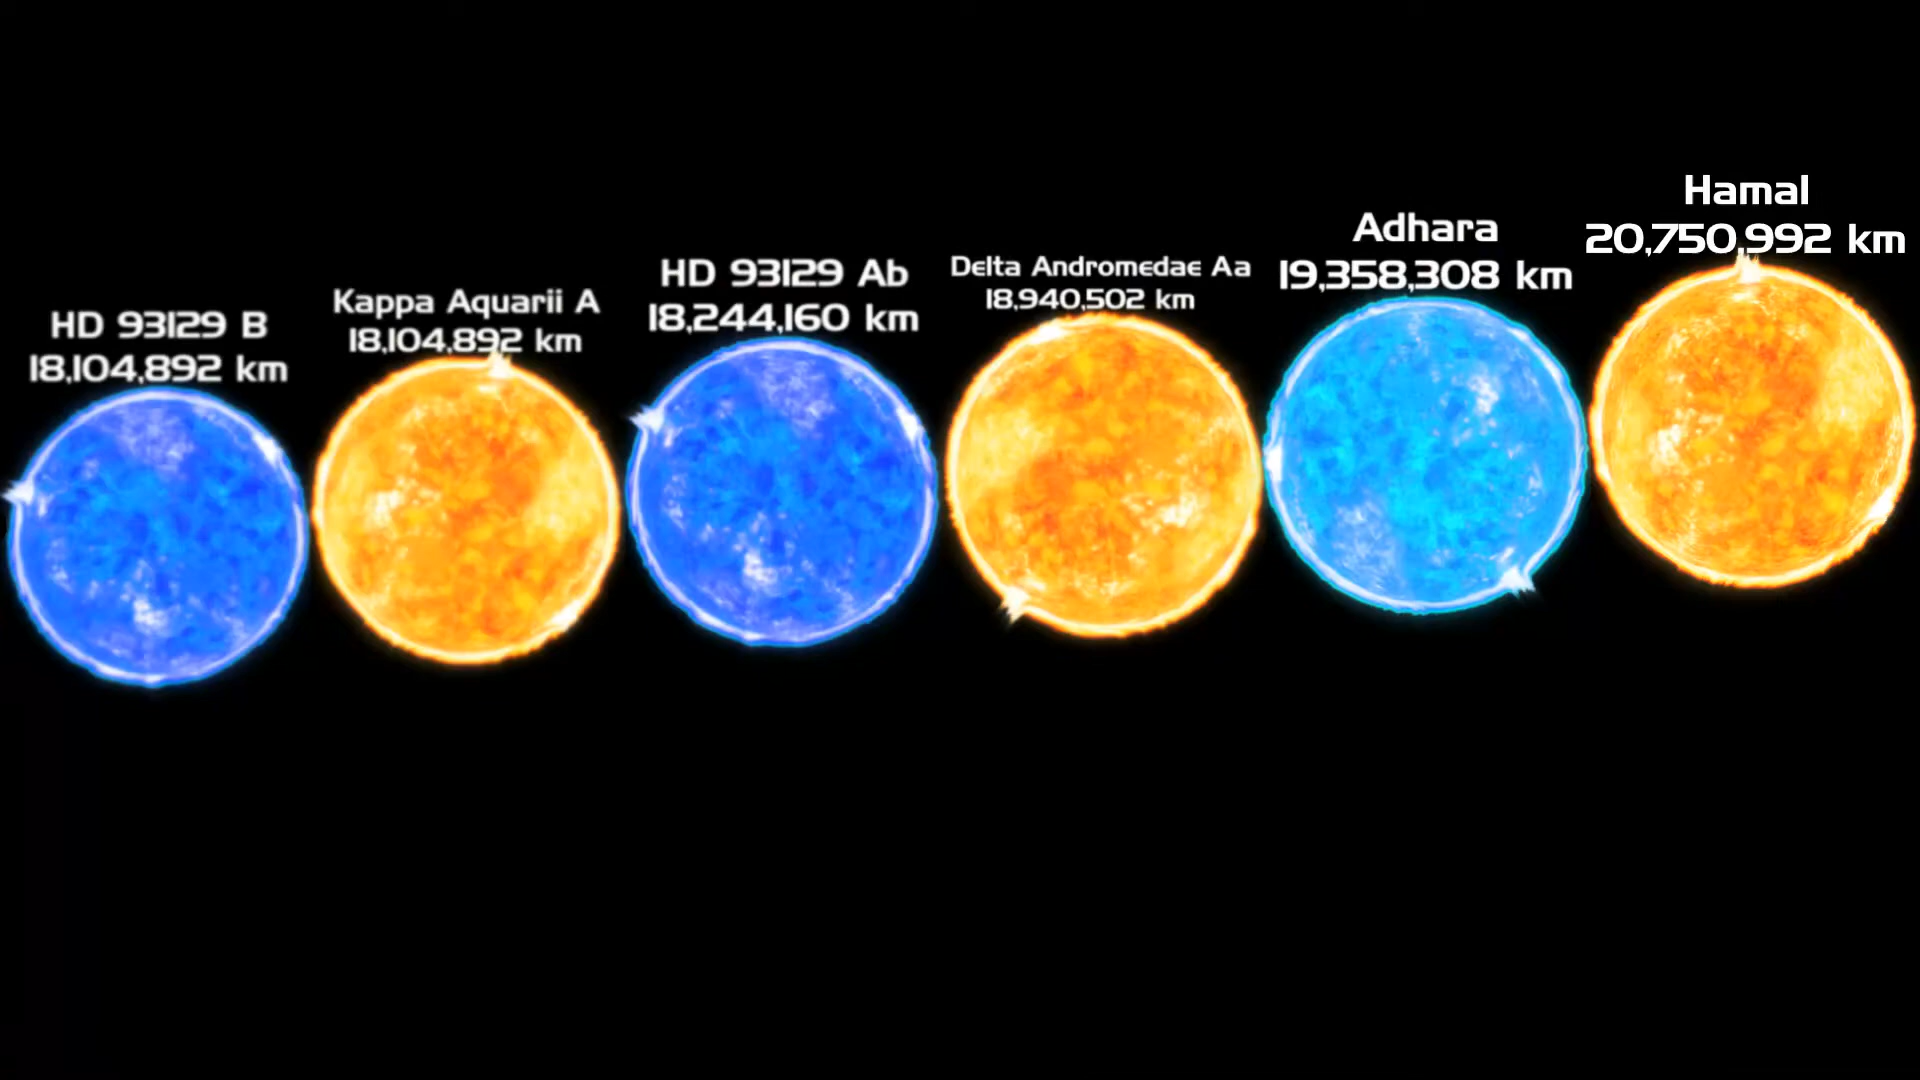 HD 93129 B
18,104,892 km
Kappa Aquarii A
18,104,892 km
HD 93129 Ab
18,244,160 km
Delta Andromedae Aa
18,940,502 km
Adhara
19,358,308 km
Hamal
20,750,992 km